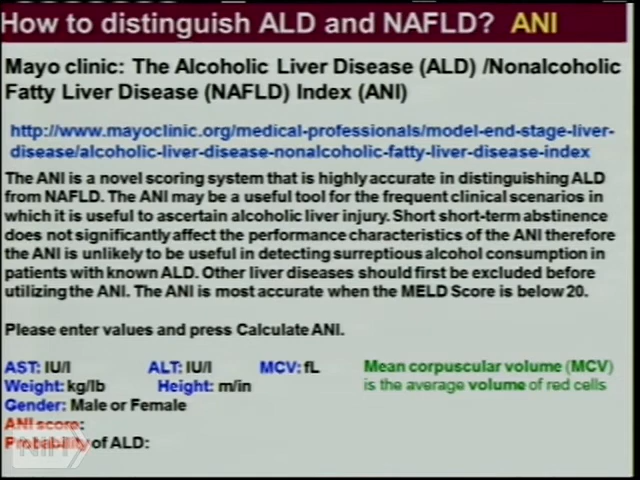 How to distinguish ALD and NAFLD? ANI
Mayo clinic: The Alcoholic Liver Disease (ALD) /Nonalcoholic
Fatty Liver Disease (NAFLD) Index (ANI)
http://www.mayoclinic.org/medical-professionals/model-end-stage-liver-
disease/alcoholic-liver-disease-nonalcoholic-fatty-liver-disease-index
The ANI is a novel scoring system that is highly accurate in distinguishing ALD
from NAFLD. The ANI may be a useful tool for the frequent clinical scenarios in
which it is useful to ascertain alcoholic liver injury. Short short-term abstinence
does not significantly affect the performance characteristics of the ANI therefore
the ANI is unlikely to be useful in detecting surreptious alcohol consumption in
patients with known ALD. Other liver diseases should first be excluded before
utilizing the ANI. The ANI is most accurate when the MELD Score is below 20.
Please enter values and press Calculate ANI.
AST: IU/l ALT: IU/l MCV: fL Mean corpuscular volume (MCV)
Weight: kg/lb Height: m/in is the average volume of red cells
Gender: Male or Female
ANI score:
Probability of ALD:
NIH